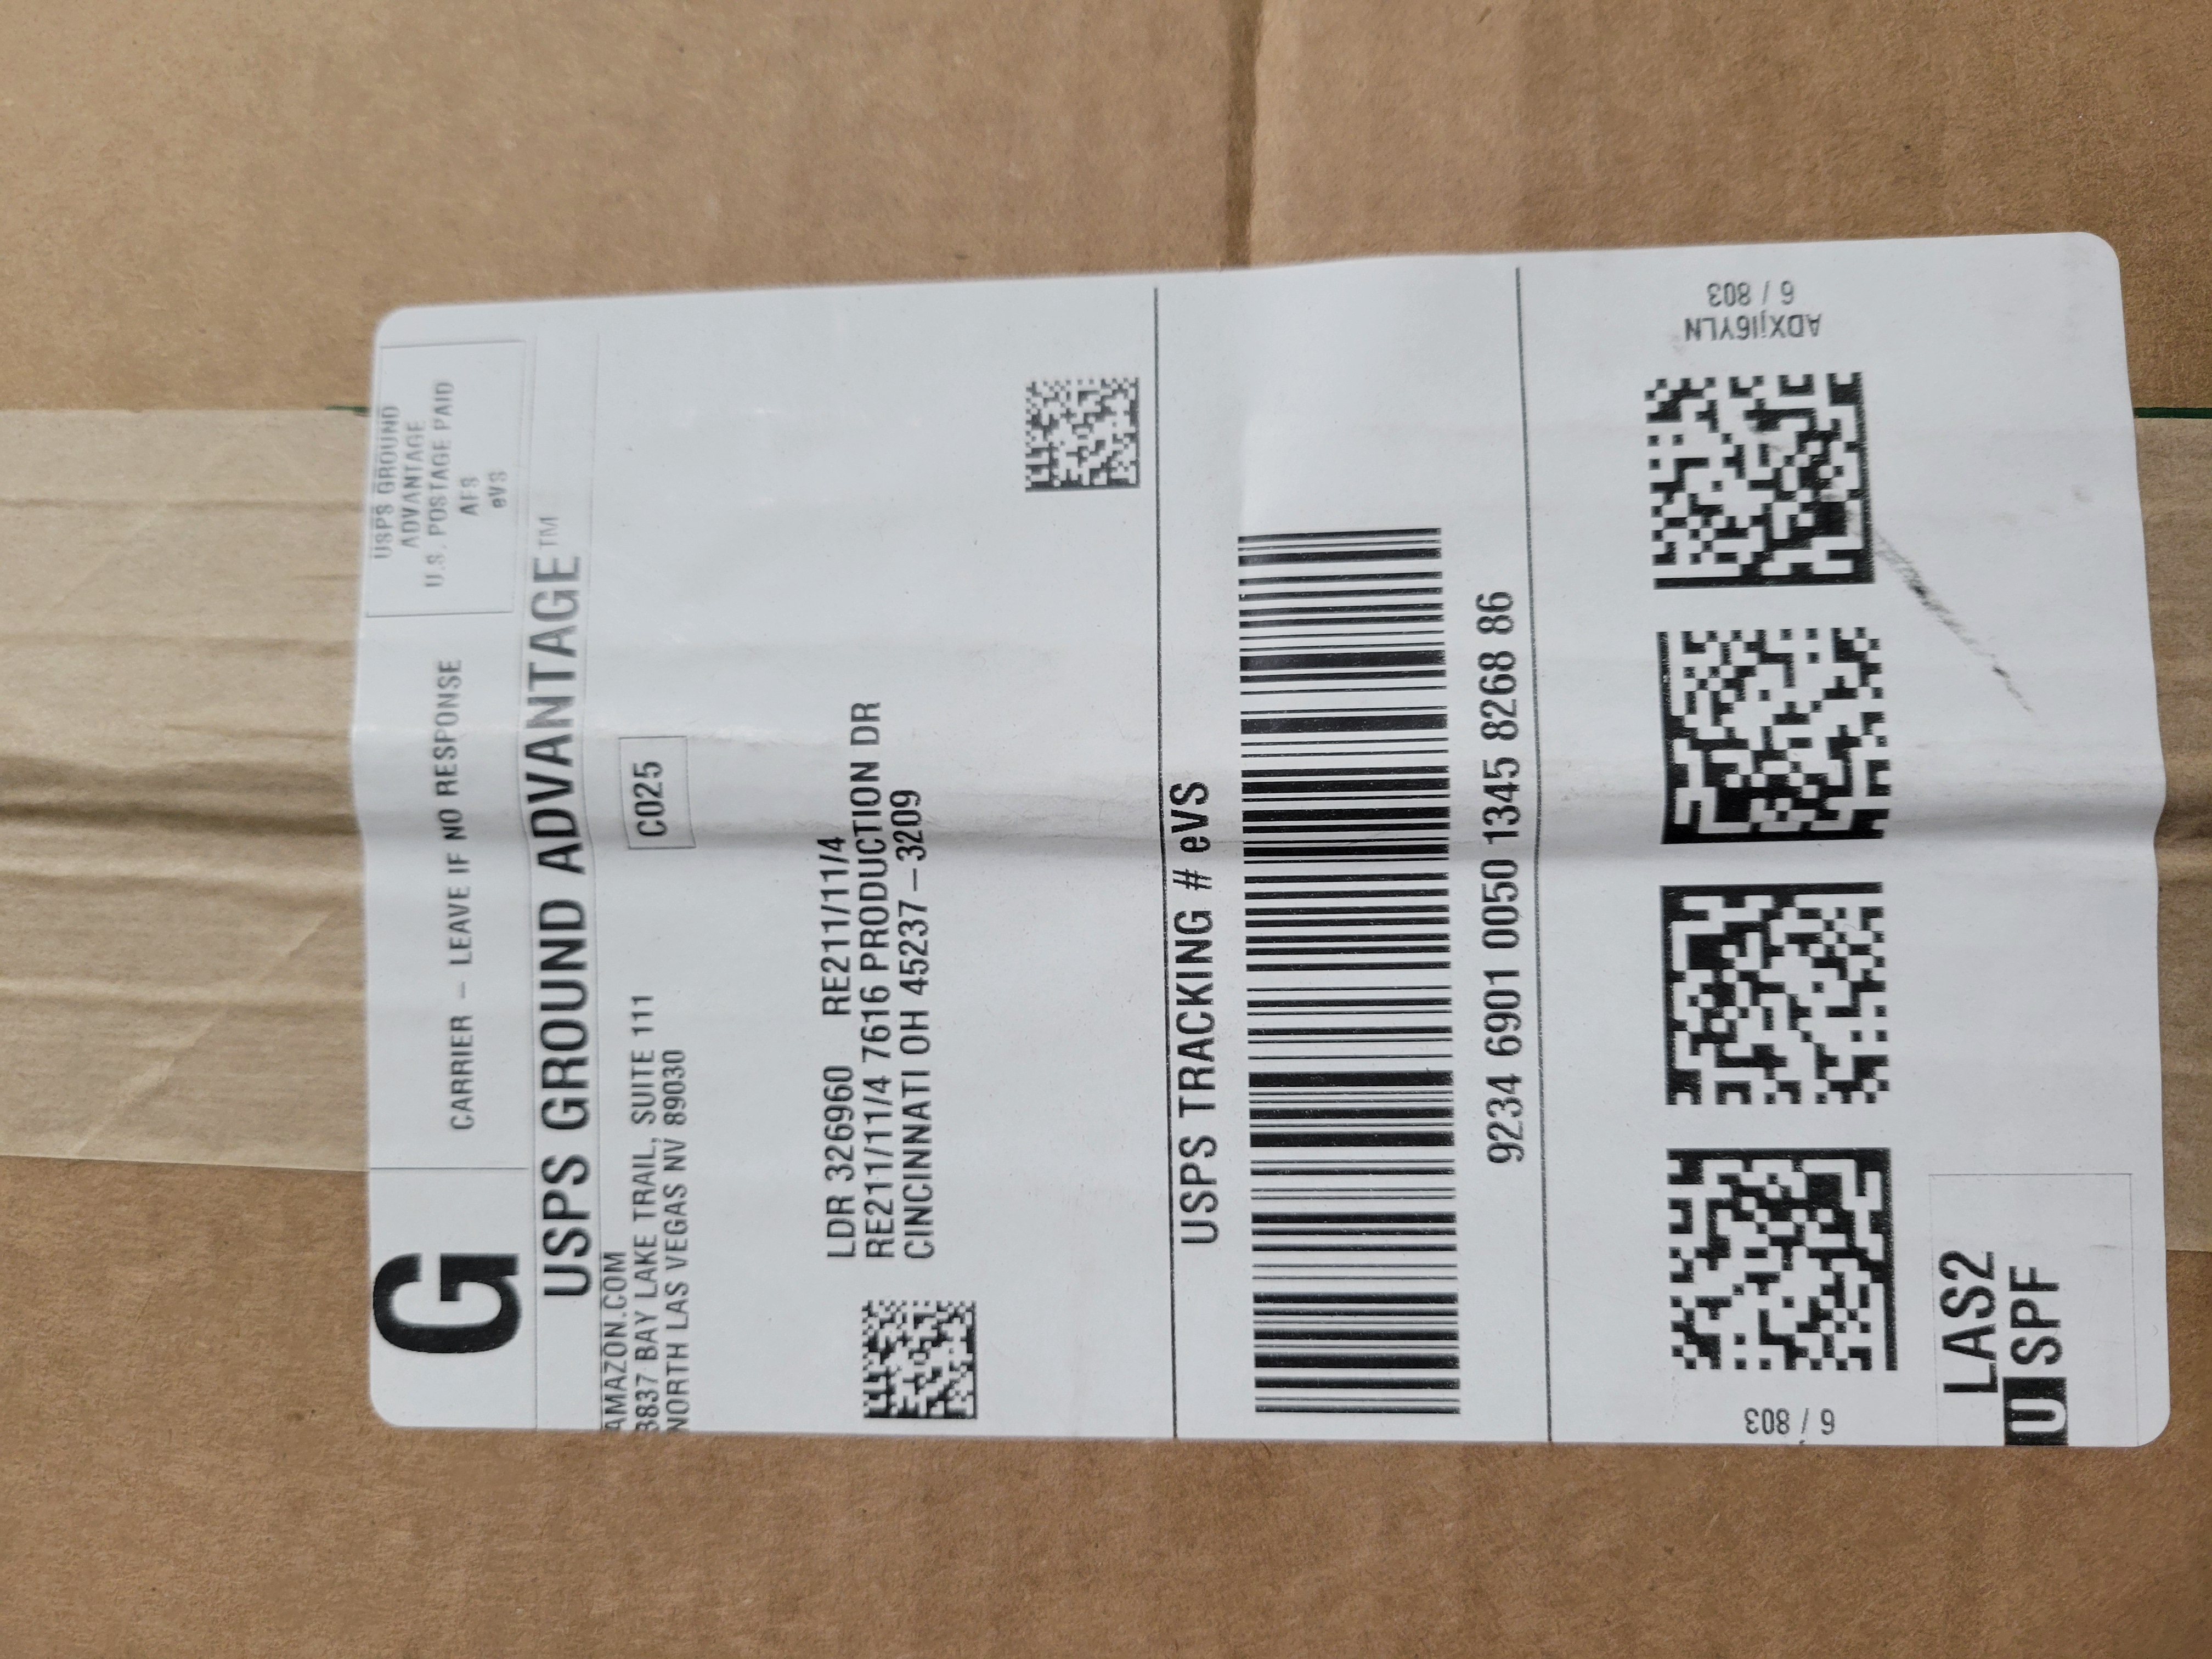 G
CARRIER – LEAVE IF NO RESPONSE
USPS GROUND
ADVANTAGE
U.S. POSTAGE PAID
AFS
eVS
USPS GROUND ADVANTAGE™
AMAZON.COM
3837 BAY LAKE TRAIL, SUITE 111
NORTH LAS VEGAS NV 89030
C025
LDR 326960 RE211/11/4
RE211/11/4 7616 PRODUCTION DR
CINCINNATI OH 45237–3209
USPS TRACKING # eVS
9234 6901 0050 1345 8268 86
6 / 803
ADXjI6YLN
6 / 803
LAS2
U SPF